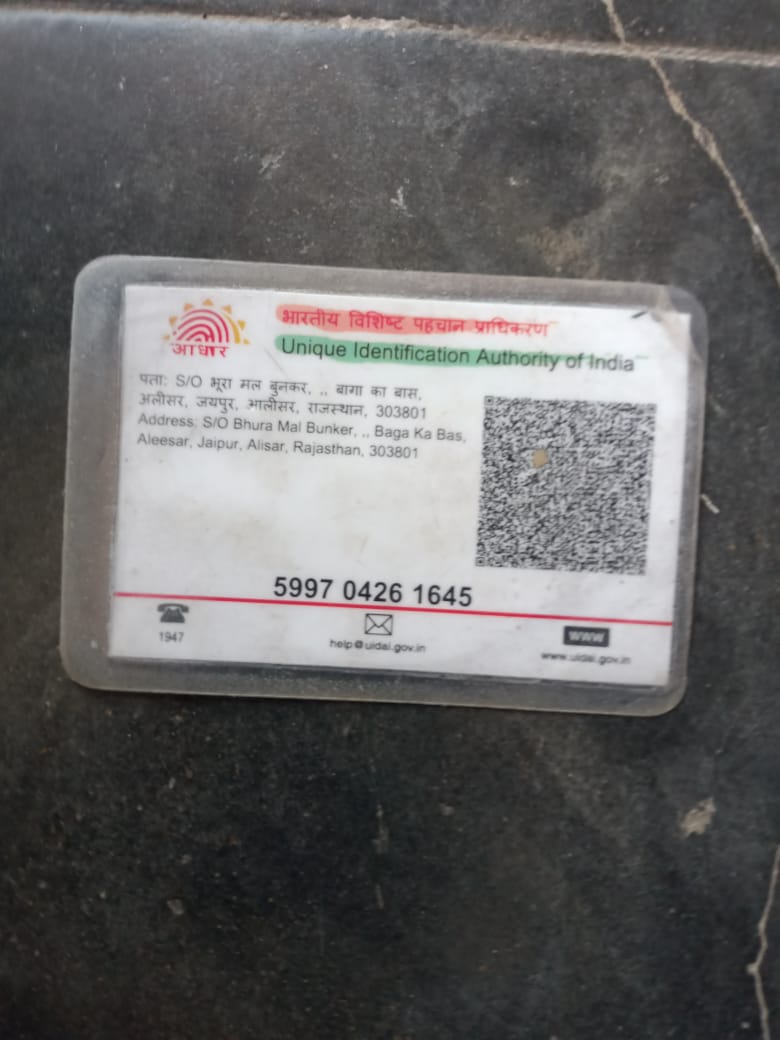 भारतीय विशिष्ट पहचान प्राधिकरण
आधार
Unique Identification Authority of India
पता: S/O भूरा मल बुनकर, ,, बागा का बास,
अलीसर, जयपुर, आलीसर, राजस्थान, 303801
Address: S/O Bhura Mal Bunker, ,, Baga Ka Bas,
Aleesar, Jaipur, Alisar, Rajasthan, 303801
5997 0426 1645
1947
help@uidai.gov.in
www
www.uidai.gov.in